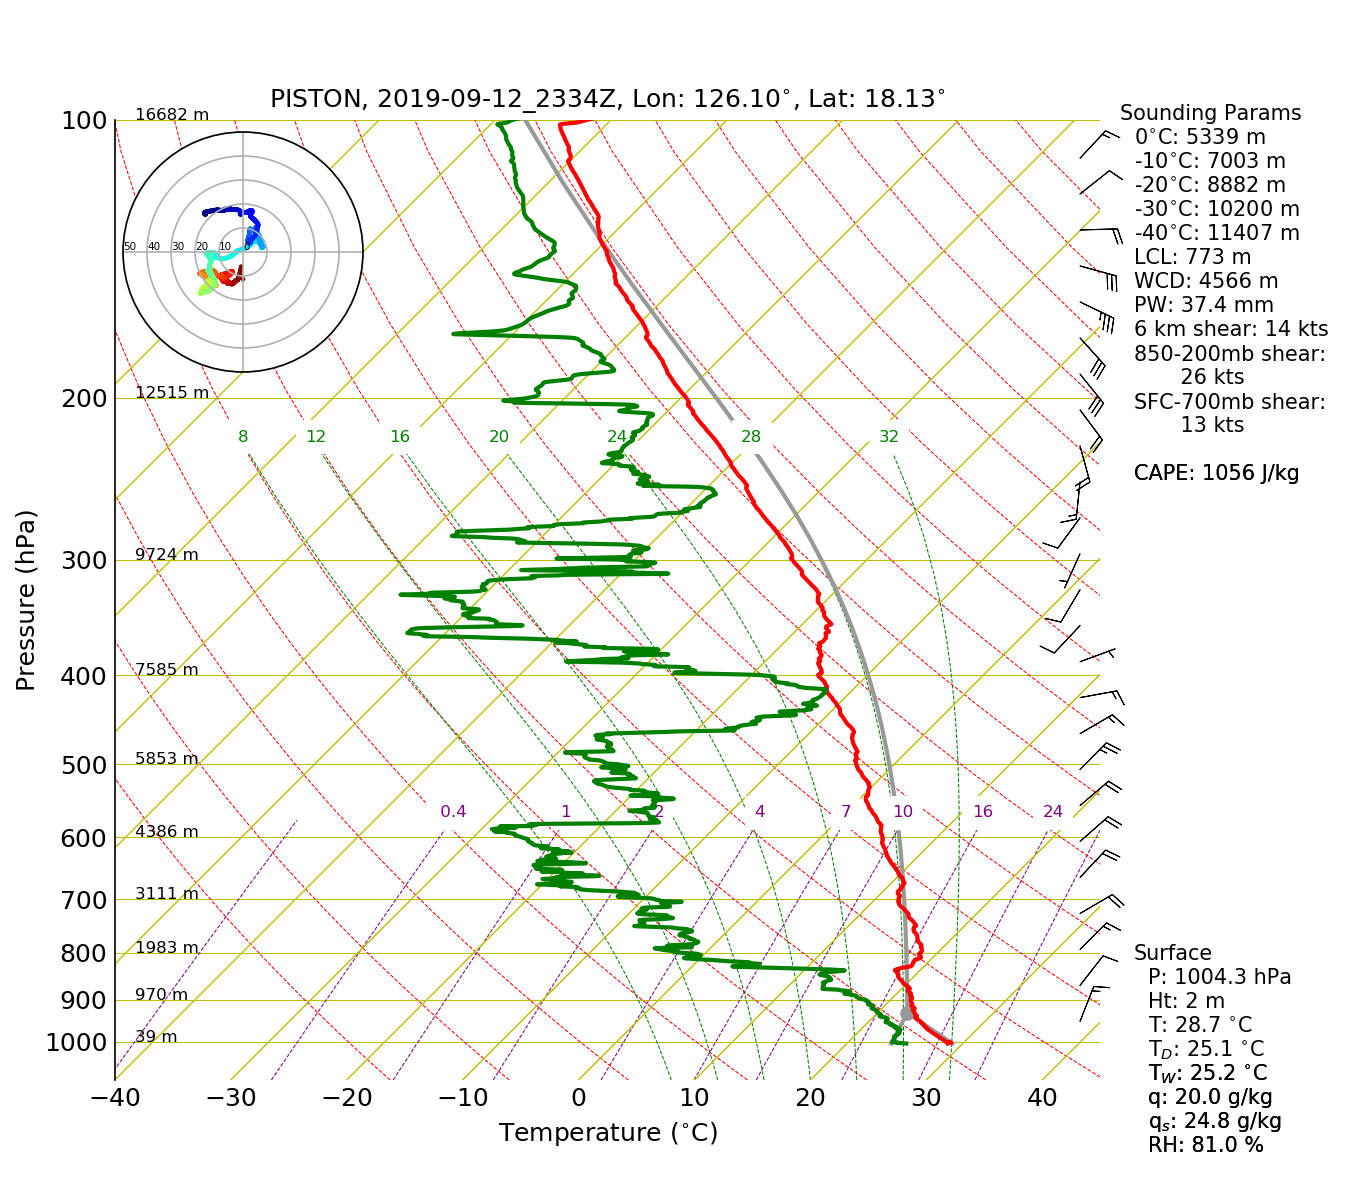 PISTON, 2019-09-12_2334Z, Lon: 126.10°, Lat: 18.13°
Sounding Params
0°C: 5339 m
-10°C: 7003 m
-20°C: 8882 m
-30°C: 10200 m
-40°C: 11407 m
LCL: 773 m
WCD: 4566 m
PW: 37.4 mm
6 km shear: 14 kts
850-200mb shear:
26 kts
SFC-700mb shear:
13 kts
CAPE: 1056 J/kg
Surface
P: 1004.3 hPa
Ht: 2 m
T: 28.7 °C
T_D: 25.1 °C
T_W: 25.2 °C
q: 20.0 g/kg
q_s: 24.8 g/kg
RH: 81.0 %
Pressure (hPa)
100 16682 m
50 40 30 20 10 0
200 12515 m
8 12 16 20 24 28 32
300 9724 m
400 7585 m
500 5853 m
0.4 1 2 4 7 10 16 24
600 4386 m
700 3111 m
800 1983 m
900 970 m
1000 39 m
−40 −30 −20 −10 0 10 20 30 40
Temperature (°C)